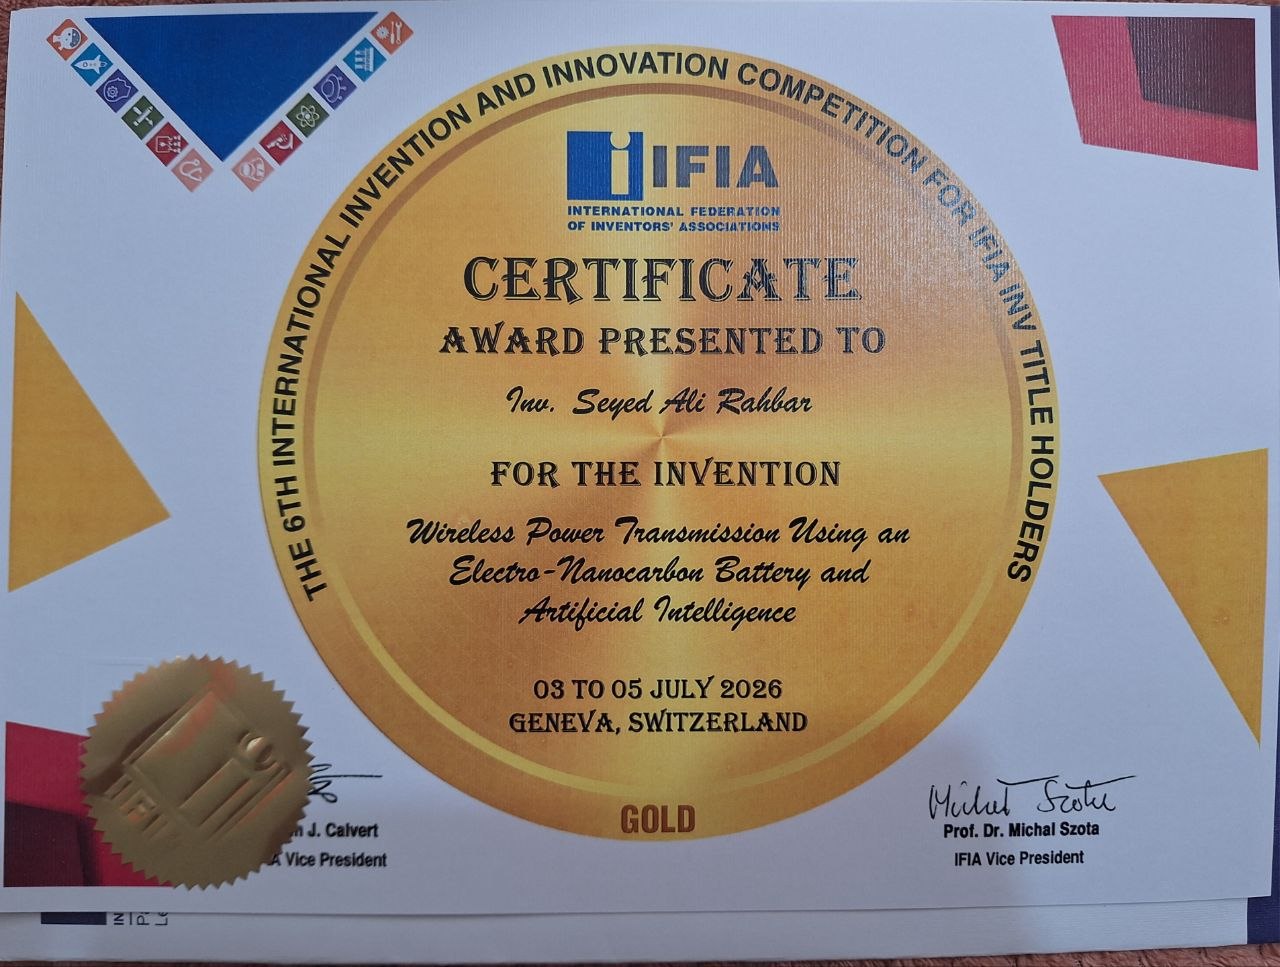 THE 6TH INTERNATIONAL INVENTION AND INNOVATION COMPETITION FOR IFIA INV TITLE HOLDERS
i IFIA
INTERNATIONAL FEDERATION
OF INVENTORS' ASSOCIATIONS
CERTIFICATE
AWARD PRESENTED TO
Inv. Seyed Ali Rahbar
FOR THE INVENTION
Wireless Power Transmission Using an
Electro-Nanocarbon Battery and
Artificial Intelligence
03 TO 05 JULY 2026
GENEVA, SWITZERLAND
GOLD
i
IFIA
J. Calvert
Vice President
Michal Szota
Prof. Dr. Michal Szota
IFIA Vice President